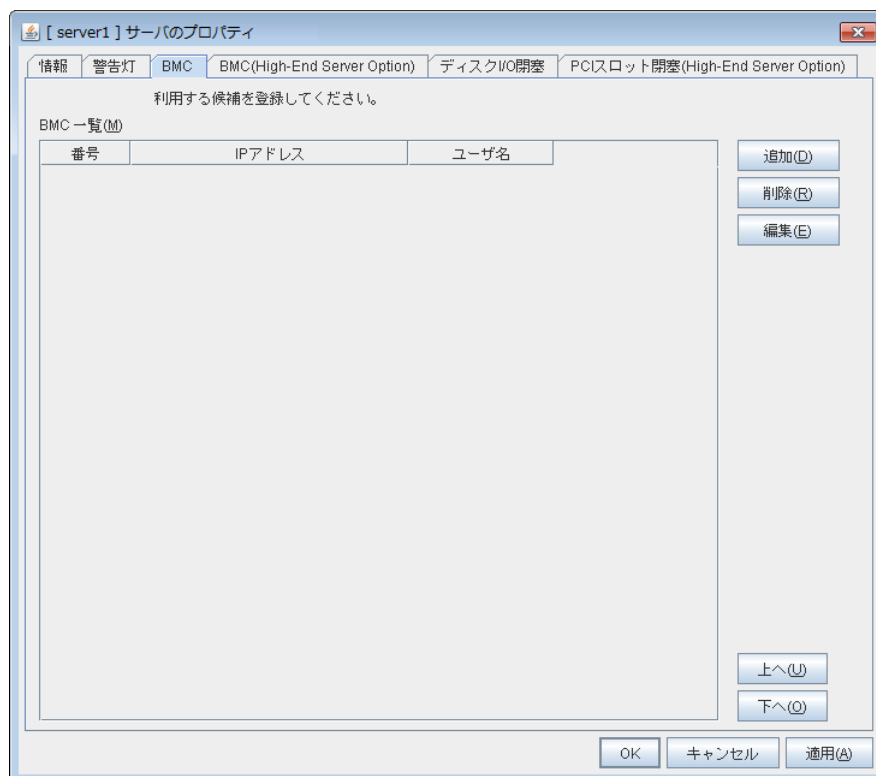 [ server1 ] サーバのプロパティ
情報 警告灯 BMC BMC(High-End Server Option) ディスクI/O閉塞 PCIスロット閉塞(High-End Server Option)
利用する候補を登録してください。
BMC 一覧(M)
番号 IPアドレス ユーザ名
追加(D)
削除(R)
編集(E)
上へ(U)
下へ(O)
OK キャンセル 適用(A)